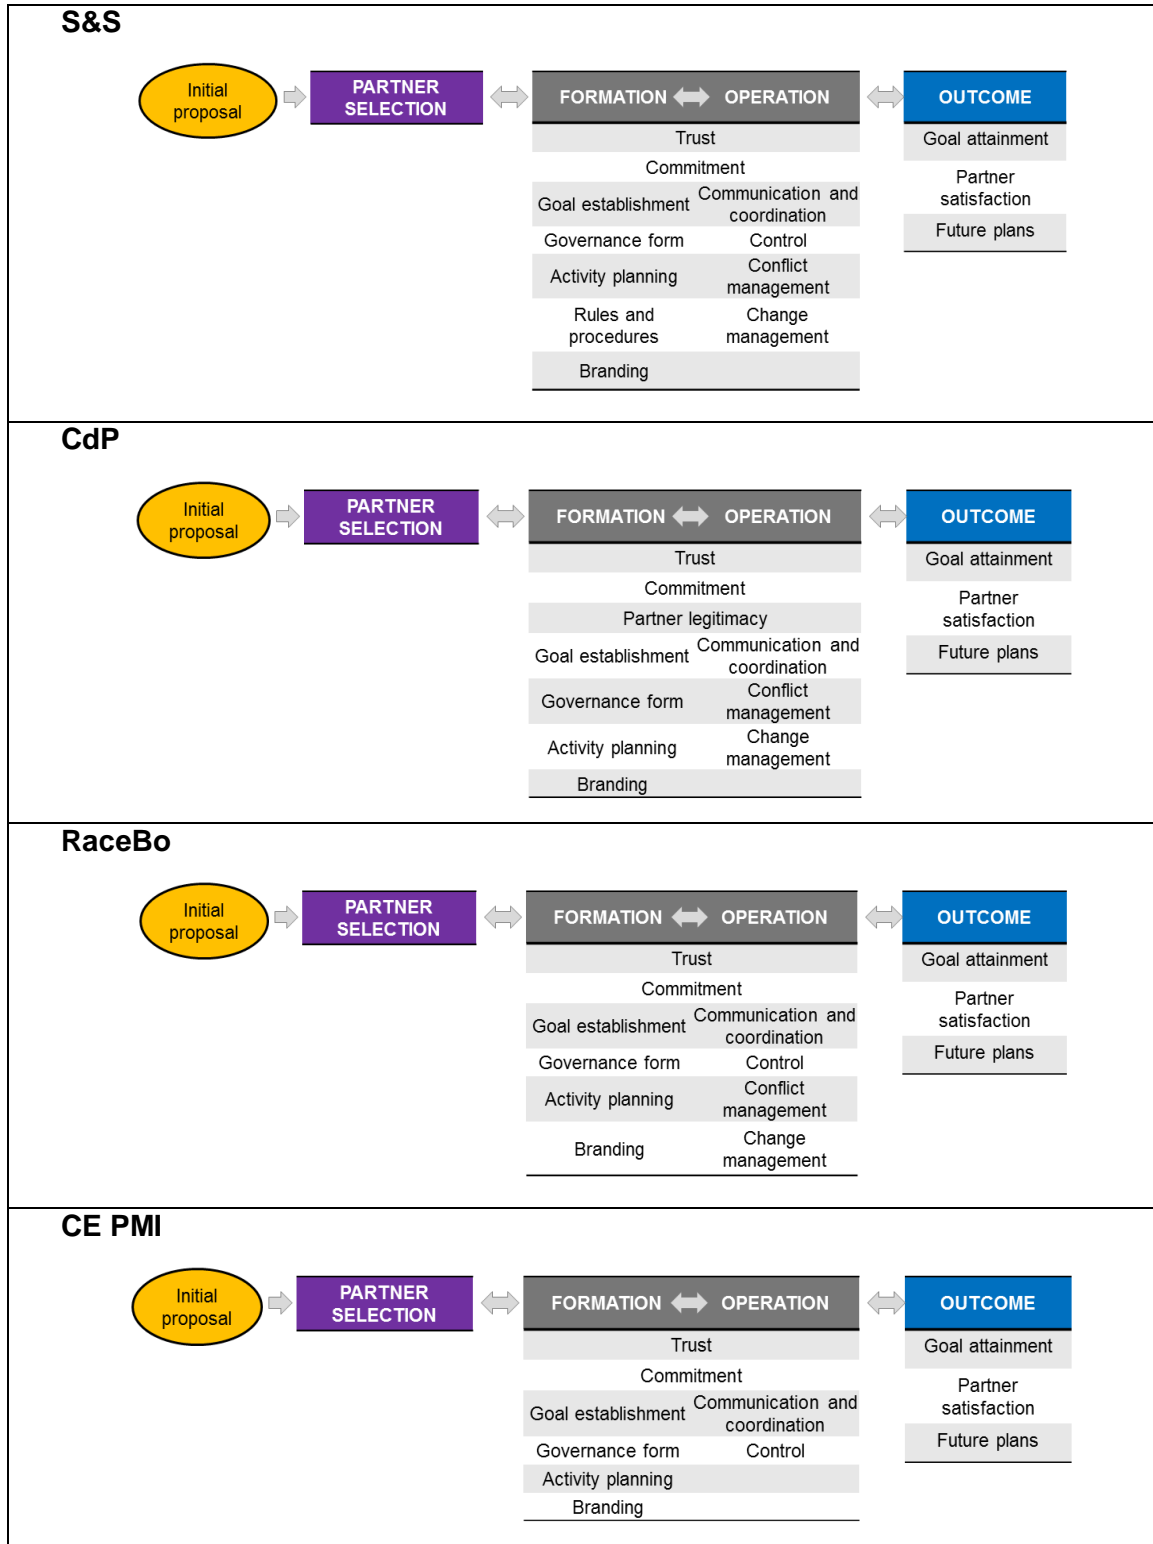 S&S
Initial
proposal
PARTNER
SELECTION
FORMATION OPERATION
OUTCOME
Trust
Commitment
Goal establishment
Communication and
coordination
Governance form
Control
Activity planning
Conflict
management
Rules and
procedures
Change
management
Branding
Goal attainment
Partner
satisfaction
Future plans
CdP
Initial
proposal
PARTNER
SELECTION
FORMATION OPERATION
OUTCOME
Trust
Commitment
Partner legitimacy
Goal establishment
Communication and
coordination
Governance form
Conflict
management
Activity planning
Change
management
Branding
Goal attainment
Partner
satisfaction
Future plans
RaceBo
Initial
proposal
PARTNER
SELECTION
FORMATION OPERATION
OUTCOME
Trust
Commitment
Goal establishment
Communication and
coordination
Governance form
Control
Activity planning
Conflict
management
Branding
Change
management
Goal attainment
Partner
satisfaction
Future plans
CE PMI
Initial
proposal
PARTNER
SELECTION
FORMATION OPERATION
OUTCOME
Trust
Commitment
Goal establishment
Communication and
coordination
Governance form
Control
Activity planning
Branding
Goal attainment
Partner
satisfaction
Future plans